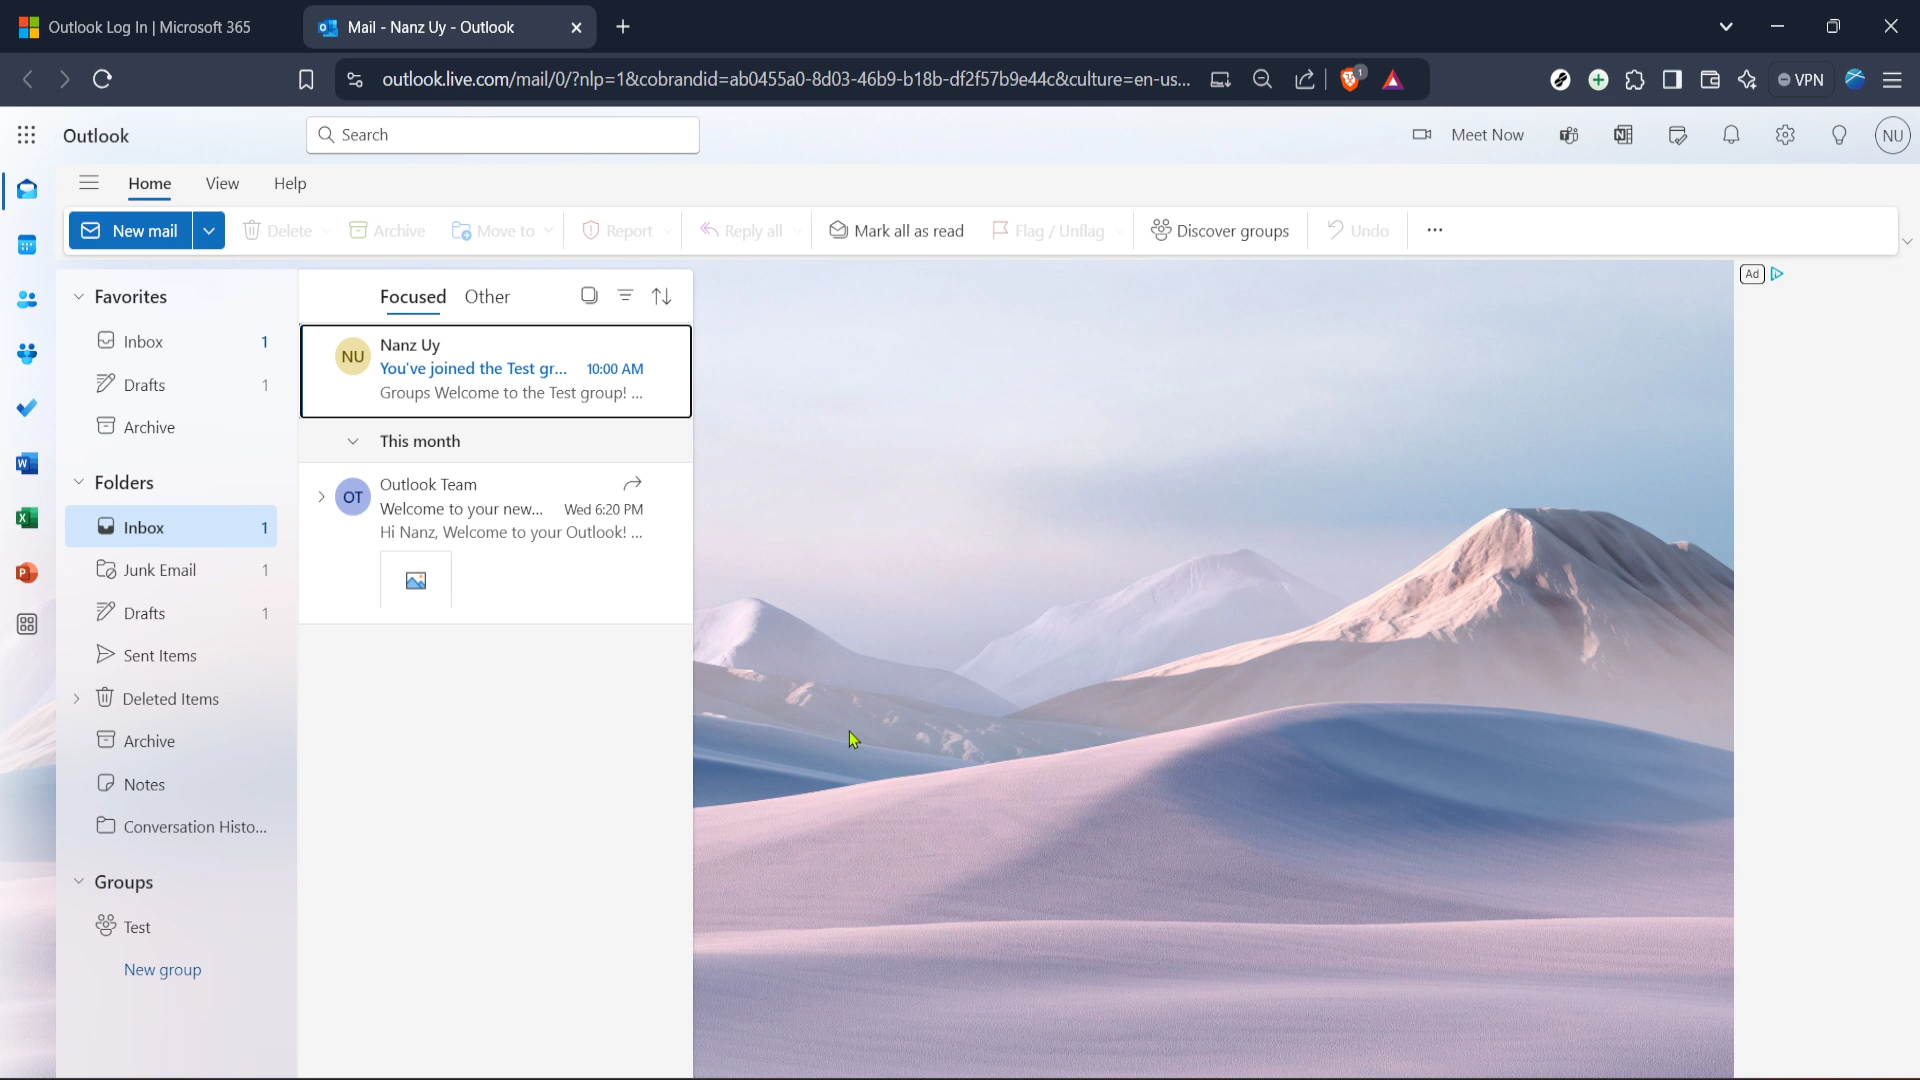 Outlook Log In | Microsoft 365
Mail - Nanz Uy - Outlook
outlook.live.com/mail/0/?nlp=1&cobrandid=ab0455a0-8d03-46b9-b18b-df2f57b9e44c&culture=en-us...
1
VPN
Outlook
Search
Meet Now
NU
Home
View
Help
New mail
Delete
Archive
Move to
Report
Reply all
Mark all as read
Flag / Unflag
Discover groups
Undo
...
Favorites
Inbox 1
Drafts 1
Archive
Folders
Inbox 1
Junk Email 1
Drafts 1
Sent Items
Deleted Items
Archive
Notes
Conversation Histo...
Groups
Test
New group
Focused Other
NU
Nanz Uy
You've joined the Test gr... 10:00 AM
Groups Welcome to the Test group! ...
This month
OT
Outlook Team
Welcome to your new... Wed 6:20 PM
Hi Nanz, Welcome to your Outlook! ...
Ad